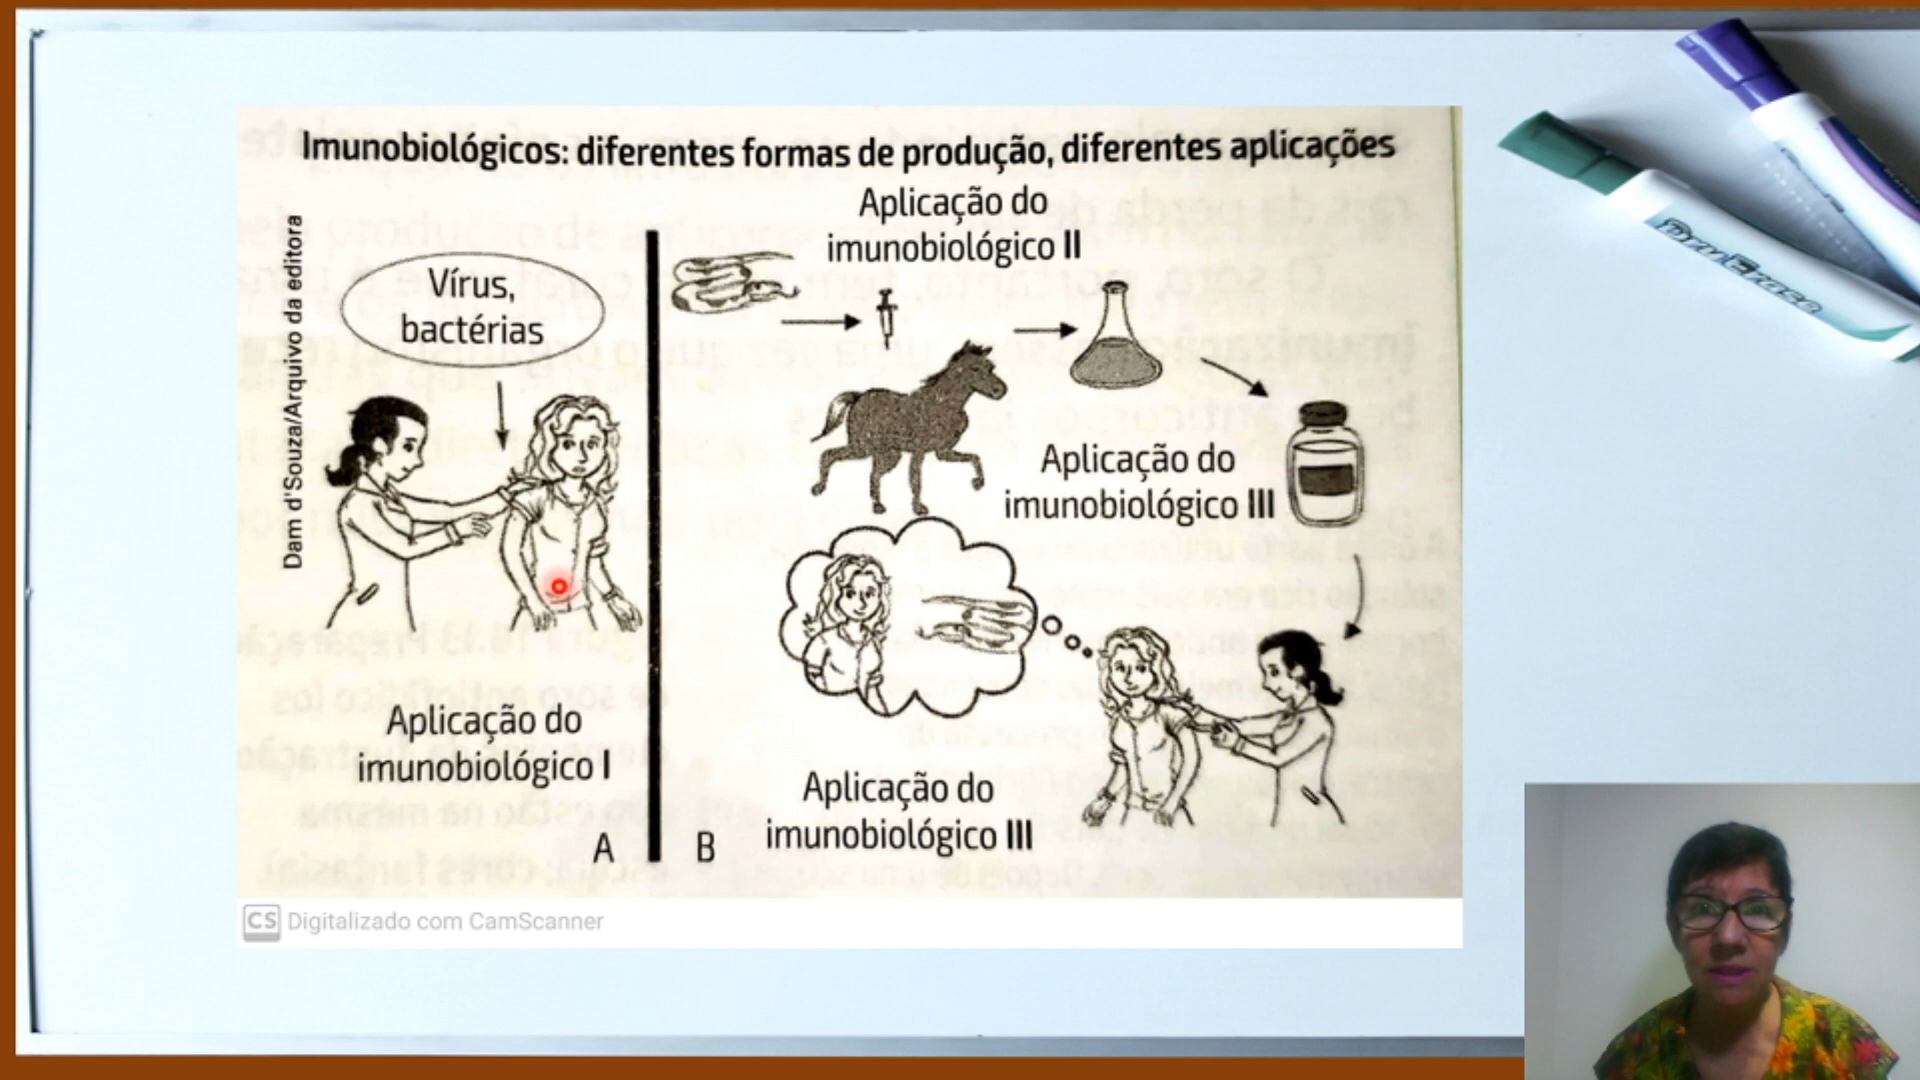 Imunobiológicos: diferentes formas de produção, diferentes aplicações
Dam d'Souza/Arquivo da editora
Vírus,
bactérias
Aplicação do
imunobiológico I
A
B
Aplicação do
imunobiológico II
Aplicação do
imunobiológico III
Aplicação do
imunobiológico III
CS Digitalizado com CamScanner